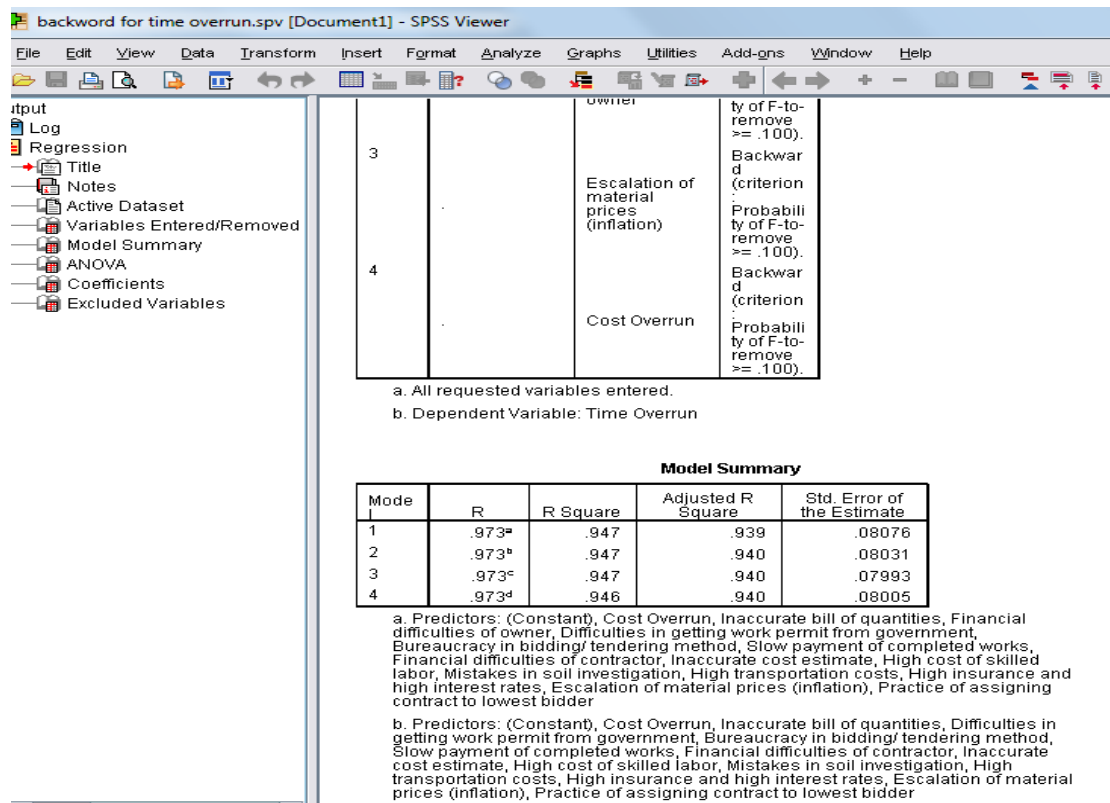 backword for time overrun.spv [Document1] - SPSS Viewer
File Edit View Data Transform Insert Format Analyze Graphs Utilities Add-ons Window Help
utput
Log
Regression
Title
Notes
Active Dataset
Variables Entered/Removed
Model Summary
ANOVA
Coefficients
Excluded Variables
owner
ty of F-to-
remove
>= .100).
3
.
Escalation of
material
prices
(inflation)
Backwar
d
(criterion
:
Probabili
ty of F-to-
remove
>= .100).
4
.
Cost Overrun
Backwar
d
(criterion
:
Probabili
ty of F-to-
remove
>= .100).
a. All requested variables entered.
b. Dependent Variable: Time Overrun
Model Summary
Mode
l R R Square Adjusted R
Square Std. Error of
the Estimate
1 .973a .947 .939 .08076
2 .973b .947 .940 .08031
3 .973c .947 .940 .07993
4 .973d .946 .940 .08005
a. Predictors: (Constant), Cost Overrun, Inaccurate bill of quantities, Financial
difficulties of owner, Difficulties in getting work permit from government,
Bureaucracy in bidding/ tendering method, Slow payment of completed works,
Financial difficulties of contractor, Inaccurate cost estimate, High cost of skilled
labor, Mistakes in soil investigation, High transportation costs, High insurance and
high interest rates, Escalation of material prices (inflation), Practice of assigning
contract to lowest bidder
b. Predictors: (Constant), Cost Overrun, Inaccurate bill of quantities, Difficulties in
getting work permit from government, Bureaucracy in bidding/ tendering method,
Slow payment of completed works, Financial difficulties of contractor, Inaccurate
cost estimate, High cost of skilled labor, Mistakes in soil investigation, High
transportation costs, High insurance and high interest rates, Escalation of material
prices (inflation), Practice of assigning contract to lowest bidder